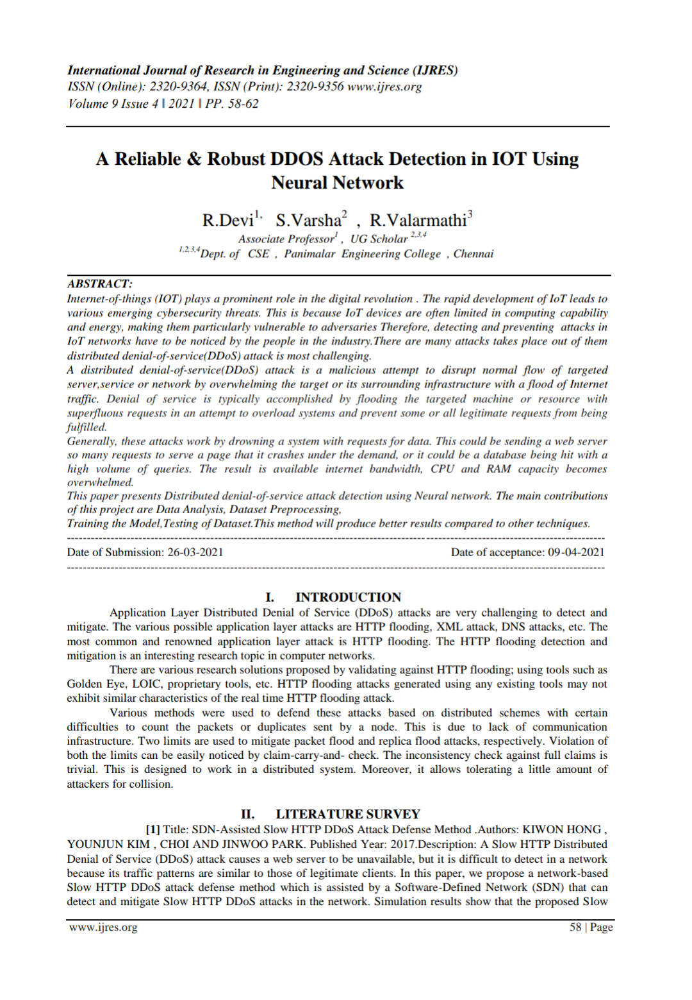 International Journal of Research in Engineering and Science (IJRES)
ISSN (Online): 2320-9364, ISSN (Print): 2320-9356 www.ijres.org
Volume 9 Issue 4 ǁ 2021 ǁ PP. 58-62
A Reliable & Robust DDOS Attack Detection in IOT Using
Neural Network
R.Devi1, S.Varsha2 , R.Valarmathi3
Associate Professor1 , UG Scholar 2,3,4
1,2,3,4Dept. of CSE , Panimalar Engineering College , Chennai
ABSTRACT:
Internet-of-things (IOT) plays a prominent role in the digital revolution . The rapid development of IoT leads to
various emerging cybersecurity threats. This is because IoT devices are often limited in computing capability
and energy, making them particularly vulnerable to adversaries Therefore, detecting and preventing attacks in
IoT networks have to be noticed by the people in the industry.There are many attacks takes place out of them
distributed denial-of-service(DDoS) attack is most challenging.
A distributed denial-of-service(DDoS) attack is a malicious attempt to disrupt normal flow of targeted
server,service or network by overwhelming the target or its surrounding infrastructure with a flood of Internet
traffic. Denial of service is typically accomplished by flooding the targeted machine or resource with
superfluous requests in an attempt to overload systems and prevent some or all legitimate requests from being
fulfilled.
Generally, these attacks work by drowning a system with requests for data. This could be sending a web server
so many requests to serve a page that it crashes under the demand, or it could be a database being hit with a
high volume of queries. The result is available internet bandwidth, CPU and RAM capacity becomes
overwhelmed.
This paper presents Distributed denial-of-service attack detection using Neural network. The main contributions
of this project are Data Analysis, Dataset Preprocessing,
Training the Model,Testing of Dataset.This method will produce better results compared to other techniques.
Date of Submission: 26-03-2021 Date of acceptance: 09-04-2021
I. INTRODUCTION
Application Layer Distributed Denial of Service (DDoS) attacks are very challenging to detect and
mitigate. The various possible application layer attacks are HTTP flooding, XML attack, DNS attacks, etc. The
most common and renowned application layer attack is HTTP flooding. The HTTP flooding detection and
mitigation is an interesting research topic in computer networks.
There are various research solutions proposed by validating against HTTP flooding; using tools such as
Golden Eye, LOIC, proprietary tools, etc. HTTP flooding attacks generated using any existing tools may not
exhibit similar characteristics of the real time HTTP flooding attack.
Various methods were used to defend these attacks based on distributed schemes with certain
difficulties to count the packets or duplicates sent by a node. This is due to lack of communication
infrastructure. Two limits are used to mitigate packet flood and replica flood attacks, respectively. Violation of
both the limits can be easily noticed by claim-carry-and- check. The inconsistency check against full claims is
trivial. This is designed to work in a distributed system. Moreover, it allows tolerating a little amount of
attackers for collision.
II. LITERATURE SURVEY
[1] Title: SDN-Assisted Slow HTTP DDoS Attack Defense Method .Authors: KIWON HONG ,
YOUNJUN KIM , CHOI AND JINWOO PARK. Published Year: 2017.Description: A Slow HTTP Distributed
Denial of Service (DDoS) attack causes a web server to be unavailable, but it is difficult to detect in a network
because its traffic patterns are similar to those of legitimate clients. In this paper, we propose a network-based
Slow HTTP DDoS attack defense method which is assisted by a Software-Defined Network (SDN) that can
detect and mitigate Slow HTTP DDoS attacks in the network. Simulation results show that the proposed Slow
www.ijres.org 58 | Page